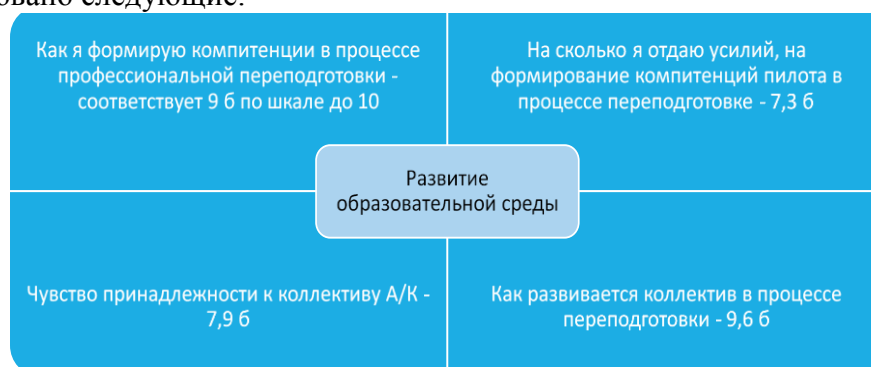 овано следующие:
Как я формирую компитенции в процессе
профессиональной переподготовки -
соответствует 9 б по шкале до 10
На сколько я отдаю усилий, на
формирование компитенций пилота в
процессе переподготовке - 7,3 б
Развитие
образовательной среды
Чувство принадлежности к коллективу А/К -
7,9 б
Как развивается коллектив в процессе
переподготовки - 9,6 б